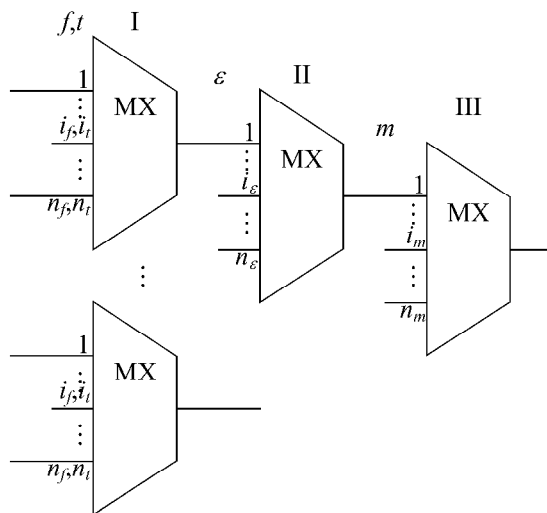 f,t
I
1
⋮
MX
i_f,i_t
⋮
n_f,n_t
ε
II
1
⋮
MX
i_ε
⋮
n_ε
m
III
1
⋮
MX
i_m
⋮
n_m
⋮
1
⋮
MX
i_f,i_t
⋮
n_f,n_t